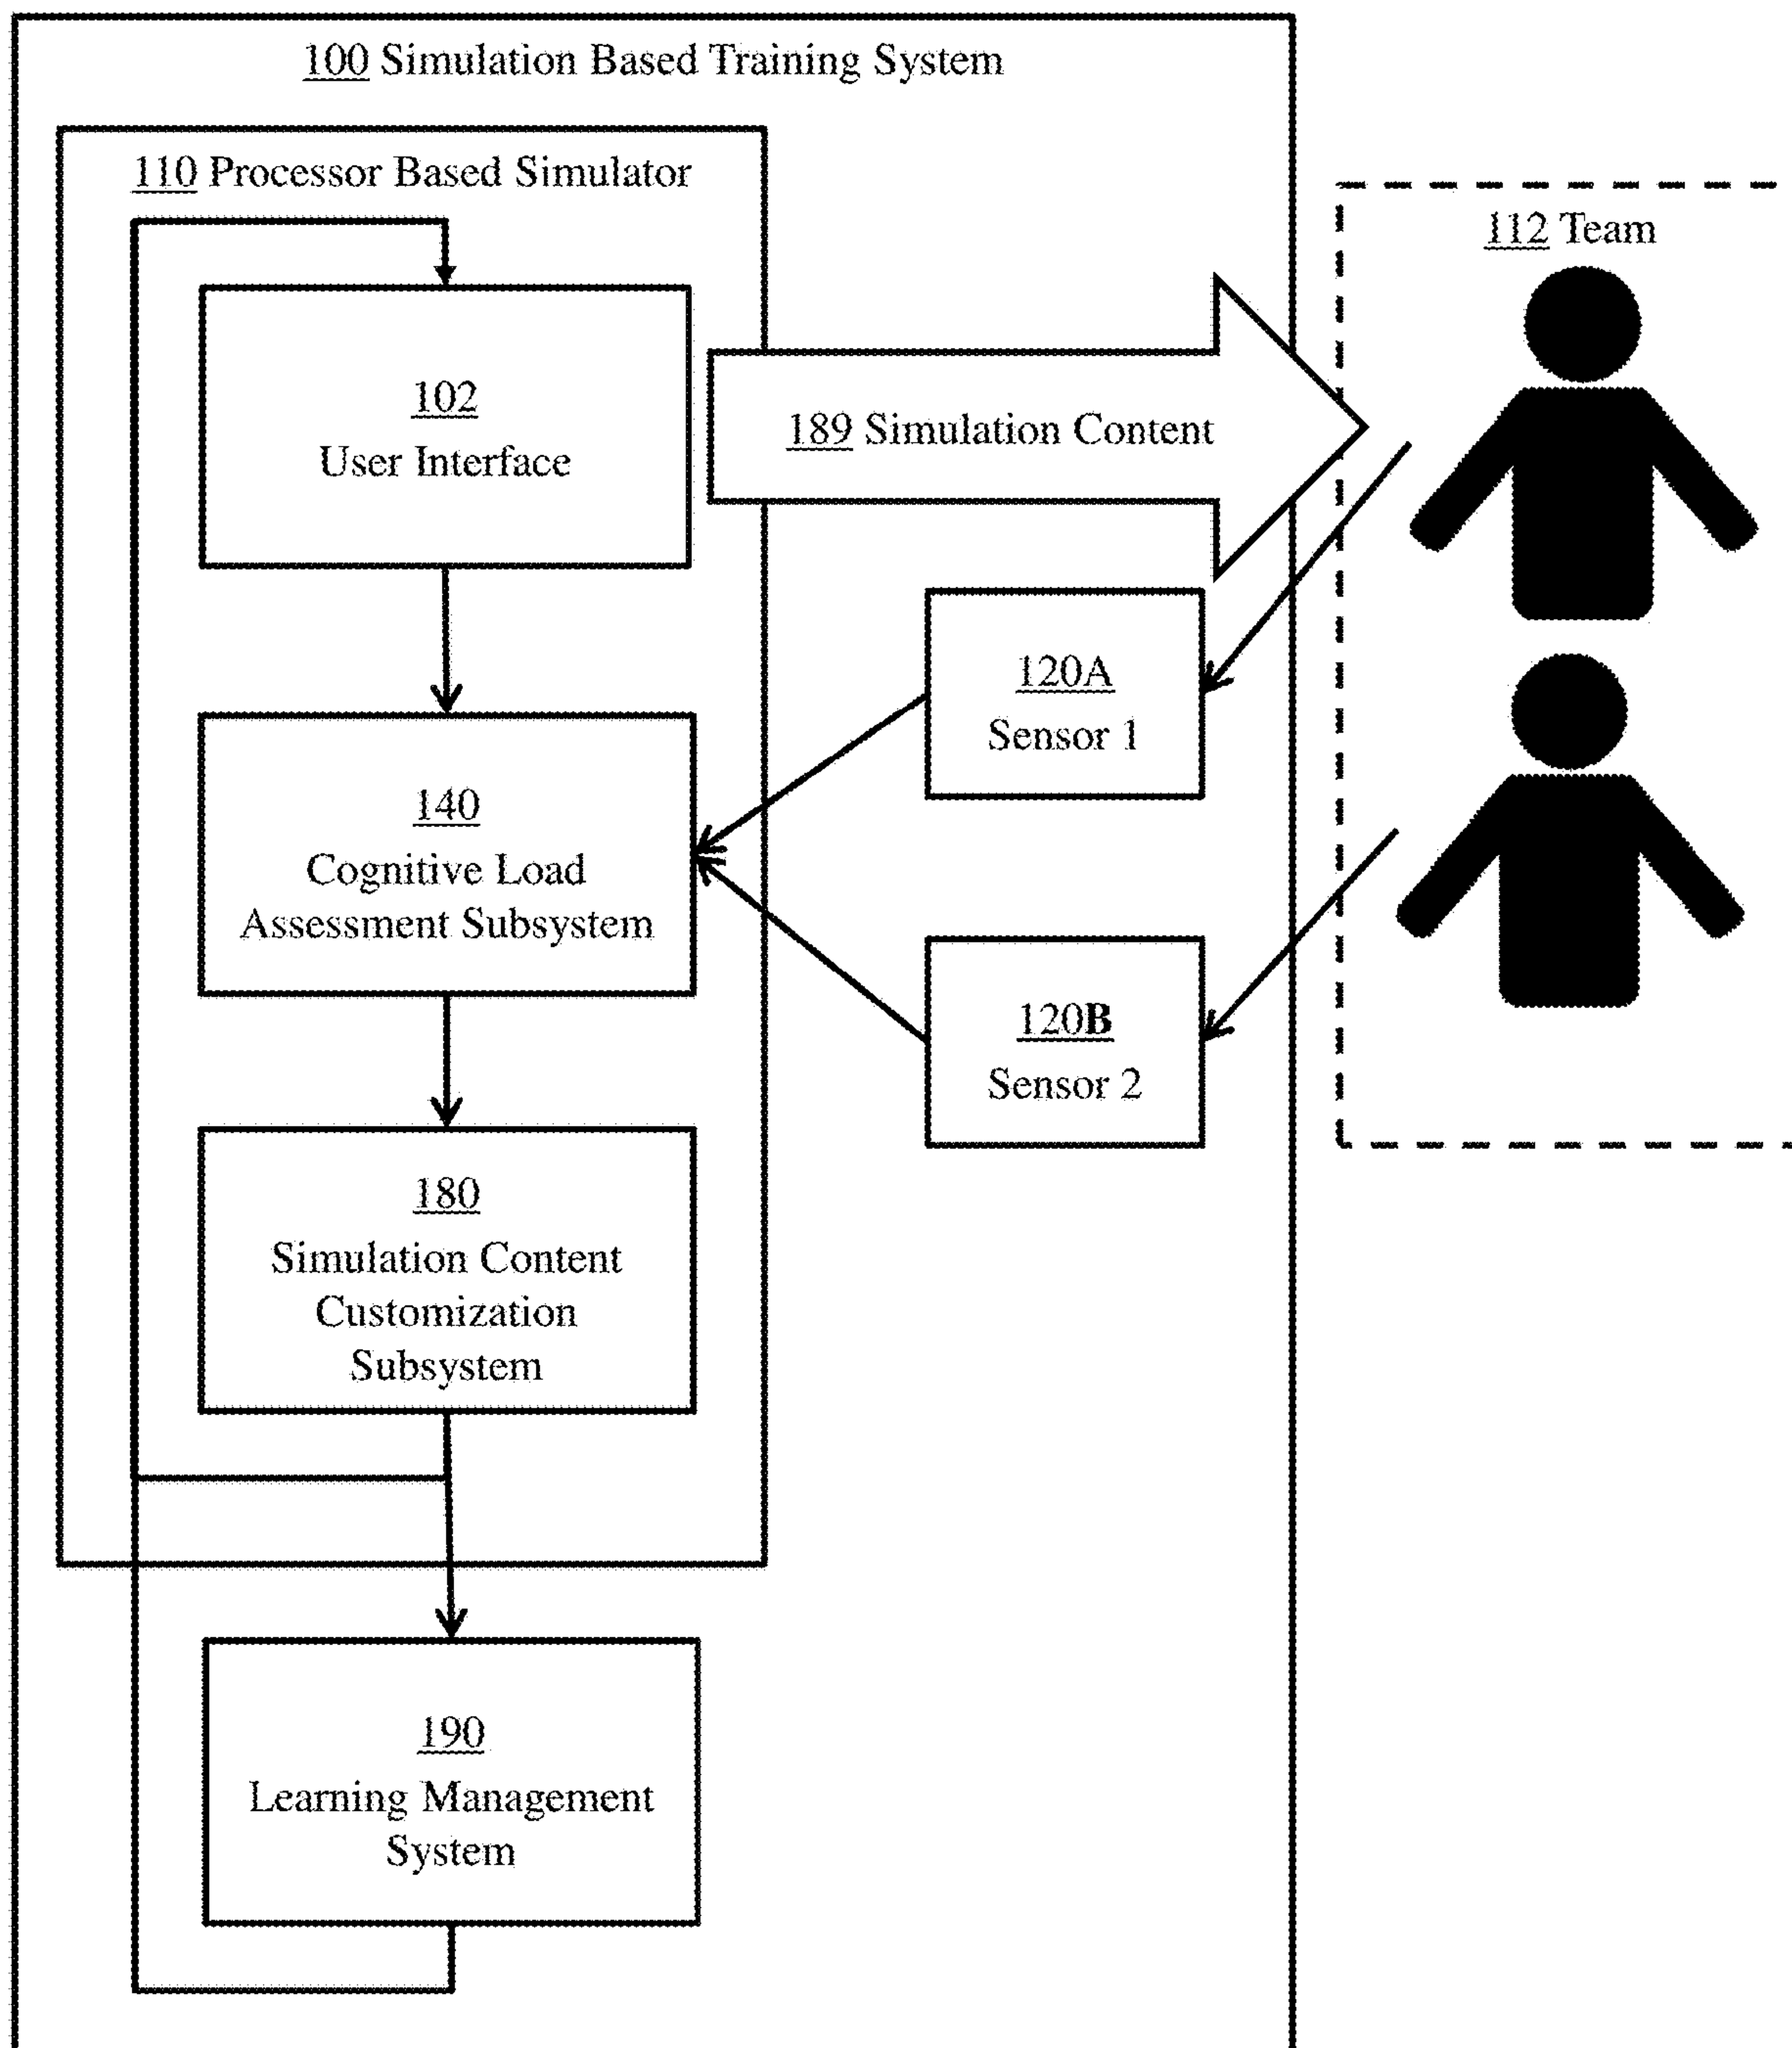 100 Simulation Based Training System
110 Processor Based Simulator
112 Team
102
User Interface
189 Simulation Content
120A
Sensor 1
140
Cognitive Load
Assessment Subsystem
120B
Sensor 2
180
Simulation Content
Customization
Subsystem
190
Learning Management
System